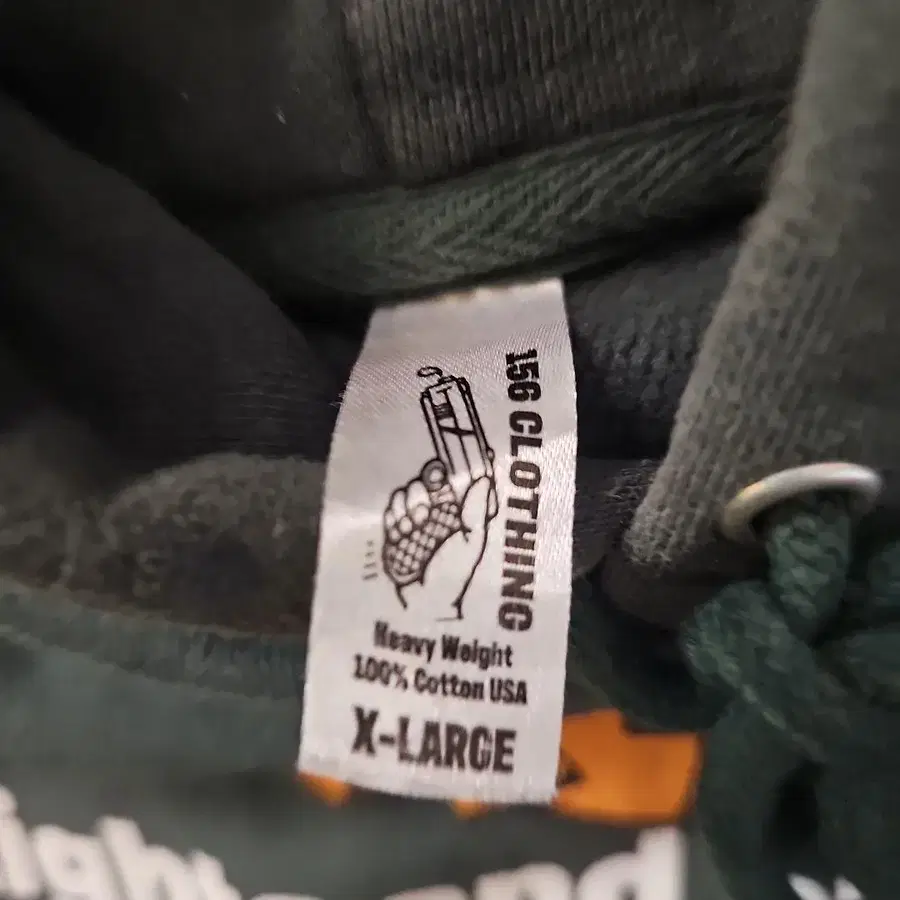 156 CLOTHING
Heavy Weight
100% Cotton USA
X-LARGE